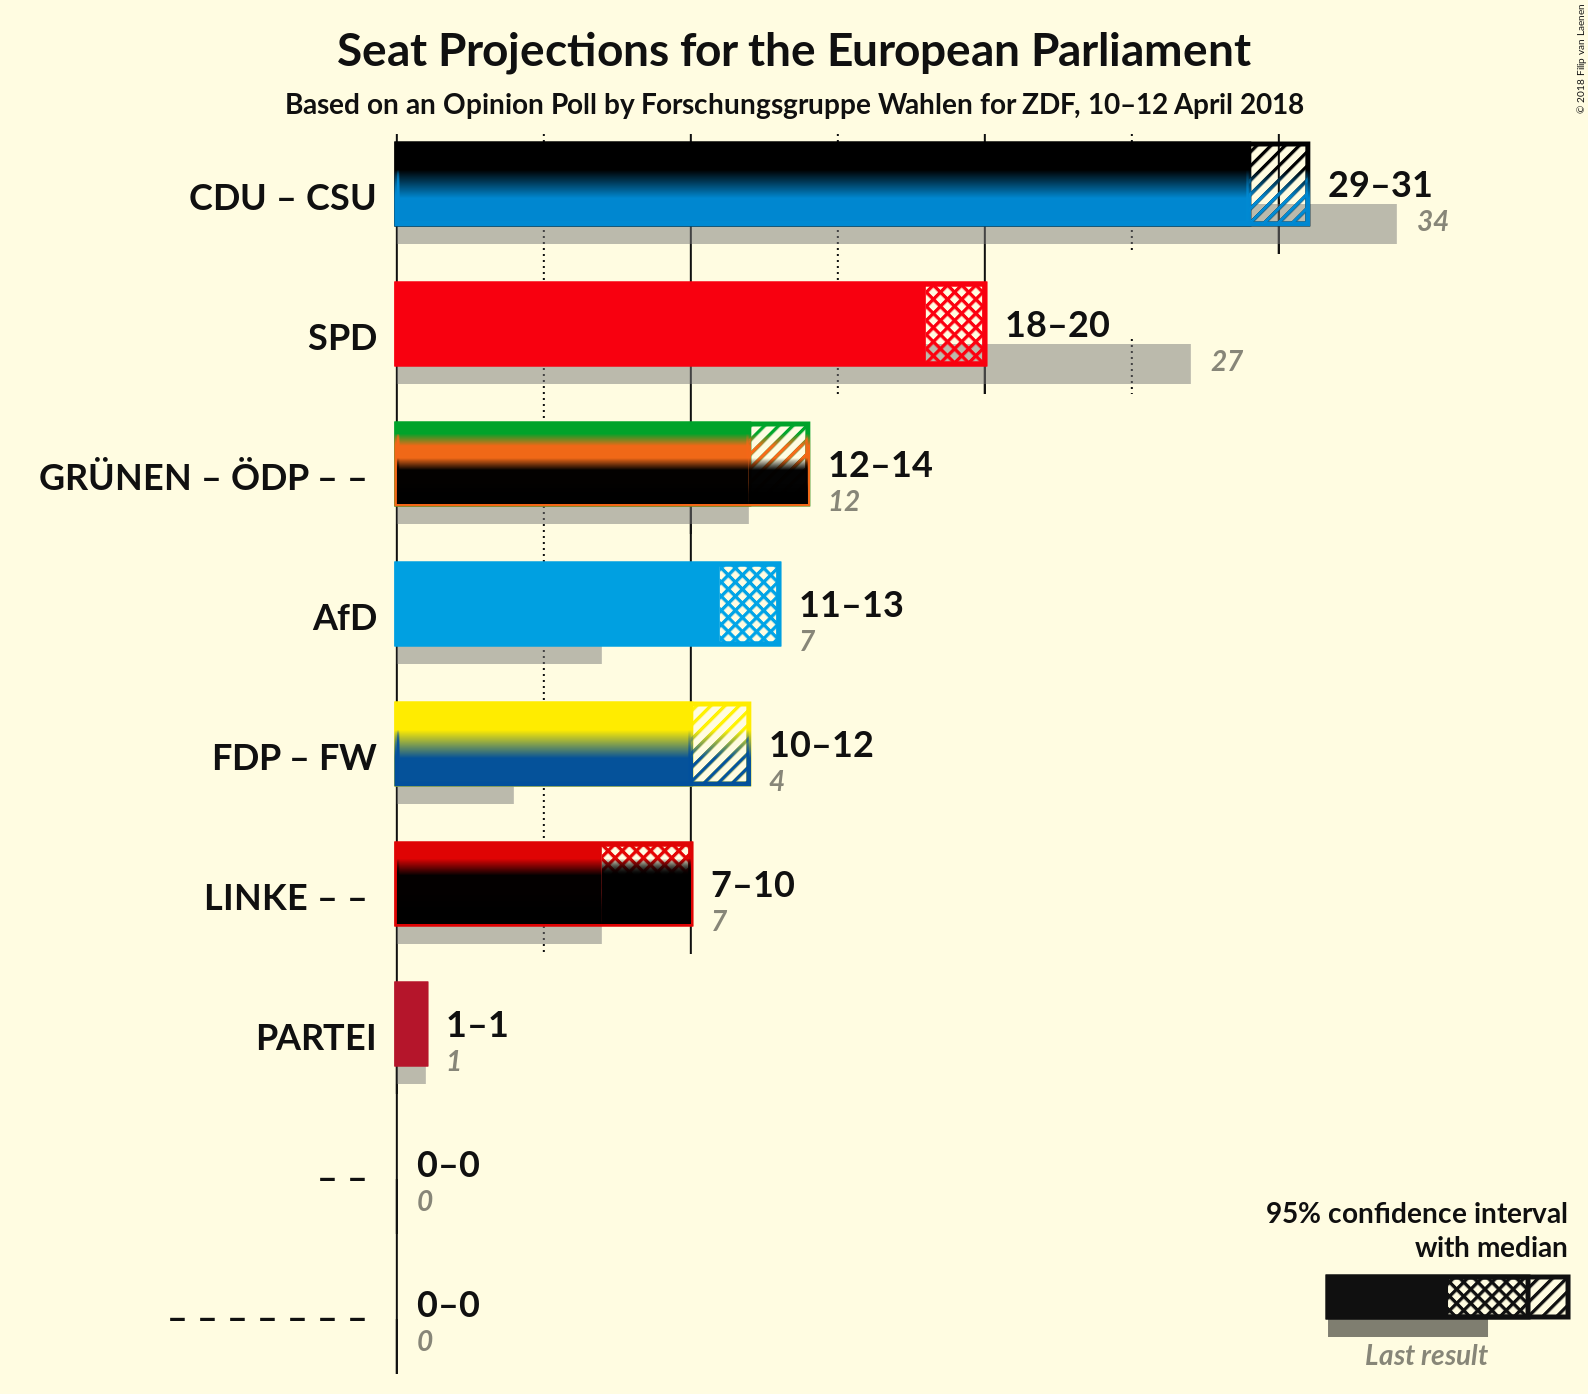 Seat Projections for the European Parliament
Based on an Opinion Poll by Forschungsgruppe Wahlen for ZDF, 10–12 April 2018
© 2018 Filip van Laenen
CDU – CSU
29–31
34
SPD
18–20
27
GRÜNEN – ÖDP – –
12–14
12
AfD
11–13
7
FDP – FW
10–12
4
LINKE – –
7–10
7
PARTEI
1–1
1
– –
0–0
0
– – – – – – –
0–0
0
95% confidence interval
with median
Last result